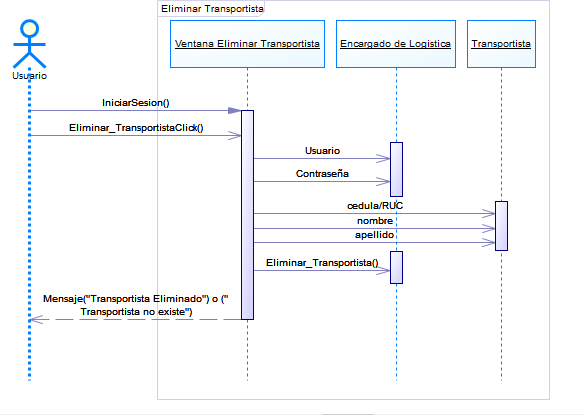 Eliminar Transportista
Ventana Eliminar Transportista
Encargado de Logistica
Transportista
Usuario
IniciarSesion()
Eliminar_TransportistaClick()
Usuario
Contraseña
cedula/RUC
nombre
apellido
Eliminar_Transportista()
Mensaje("Transportista Eliminado") o ("
Transportista no existe")